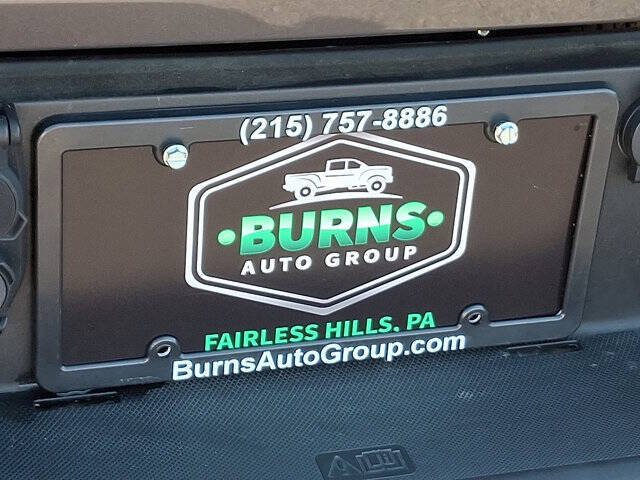 (215) 757-8886
•BURNS•
AUTO GROUP
FAIRLESS HILLS, PA
BurnsAutoGroup.com